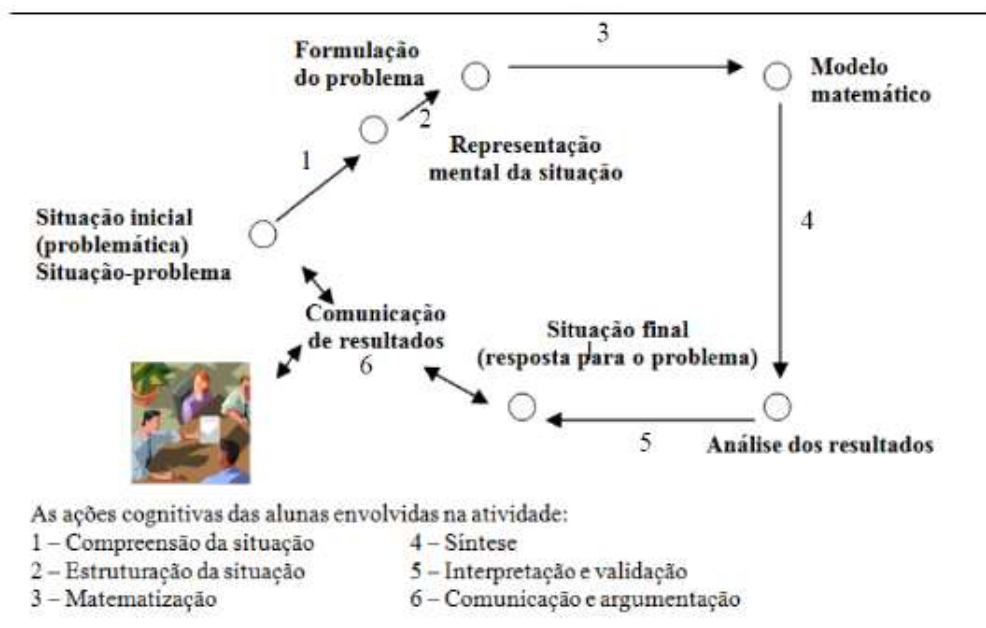 3
Formulação
do problema
Modelo
matemático
2
Representação
mental da situação
1
Situação inicial
(problemática)
Situação-problema
4
Comunicação
de resultados
6
Situação final
(resposta para o problema)
5
Análise dos resultados
As ações cognitivas das alunas envolvidas na atividade:
1 – Compreensão da situação
4 – Síntese
2 – Estruturação da situação
5 – Interpretação e validação
3 – Matematização
6 – Comunicação e argumentação